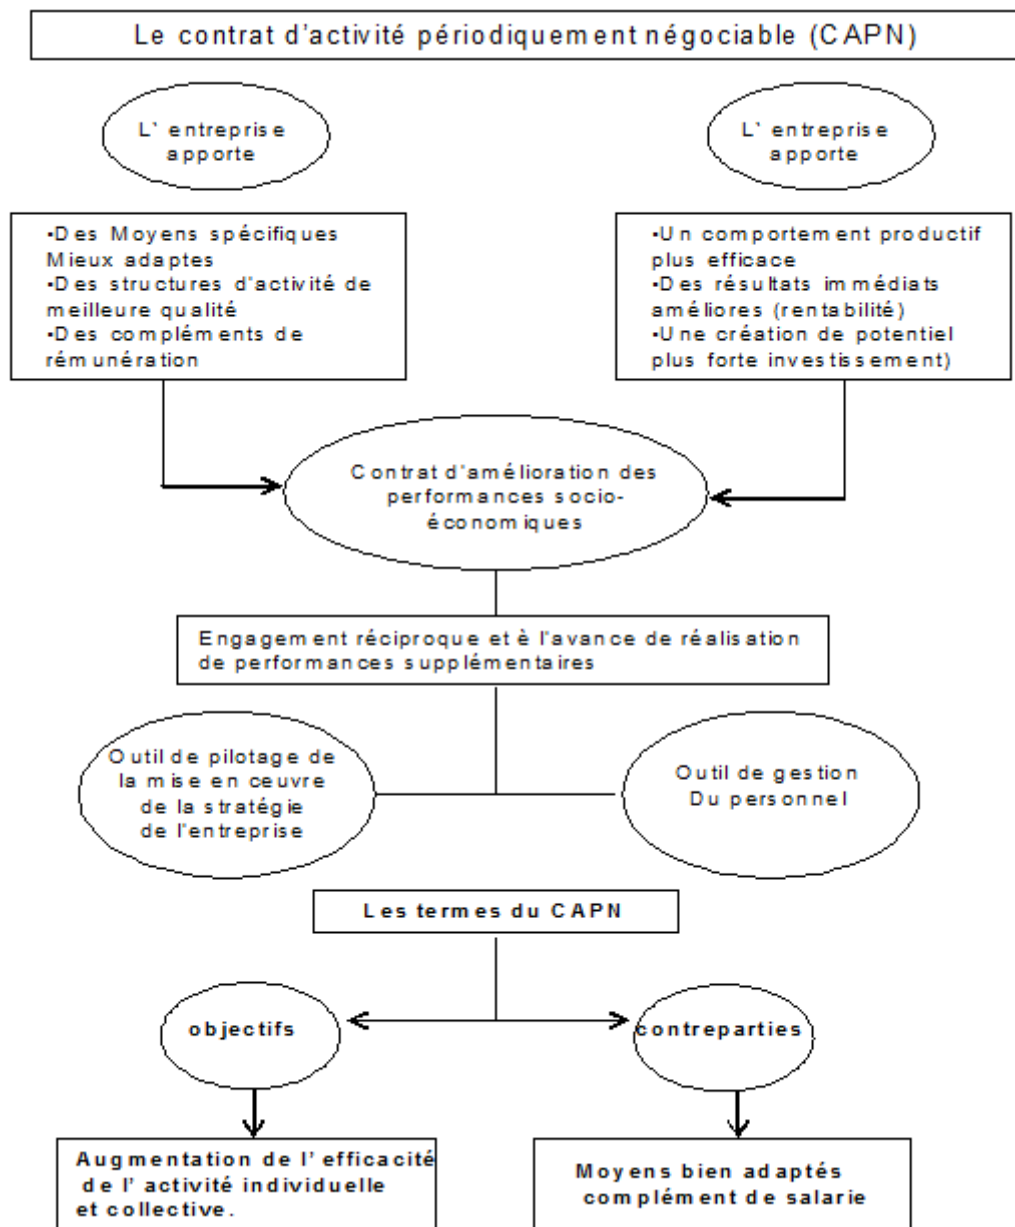 Le contrat d'activité périodiquement négociable (CAPN)
L' entreprise
apporte
L' entreprise
apporte
▪Des Moyens spécifiques
Mieux adaptes
▪Des structures d'activité de
meilleure qualité
▪Des compléments de
rémunération
▪Un comportement productif
plus efficace
▪Des résultats immédiats
améliores (rentabilité)
▪Une création de potentiel
plus forte investissement)
Contrat d'amélioration des
performances socio-
économiques
Engagement réciproque et è l'avance de réalisation
de performances supplémentaires
Outil de pilotage de
la mise en œuvre
de la stratégie
de l'entreprise
Outil de gestion
Du personnel
Les termes du CAPN
objectifs
contreparties
Augmentation de l' efficacité
de l' activité individuelle
et collective.
Moyens bien adaptés
complément de salarie